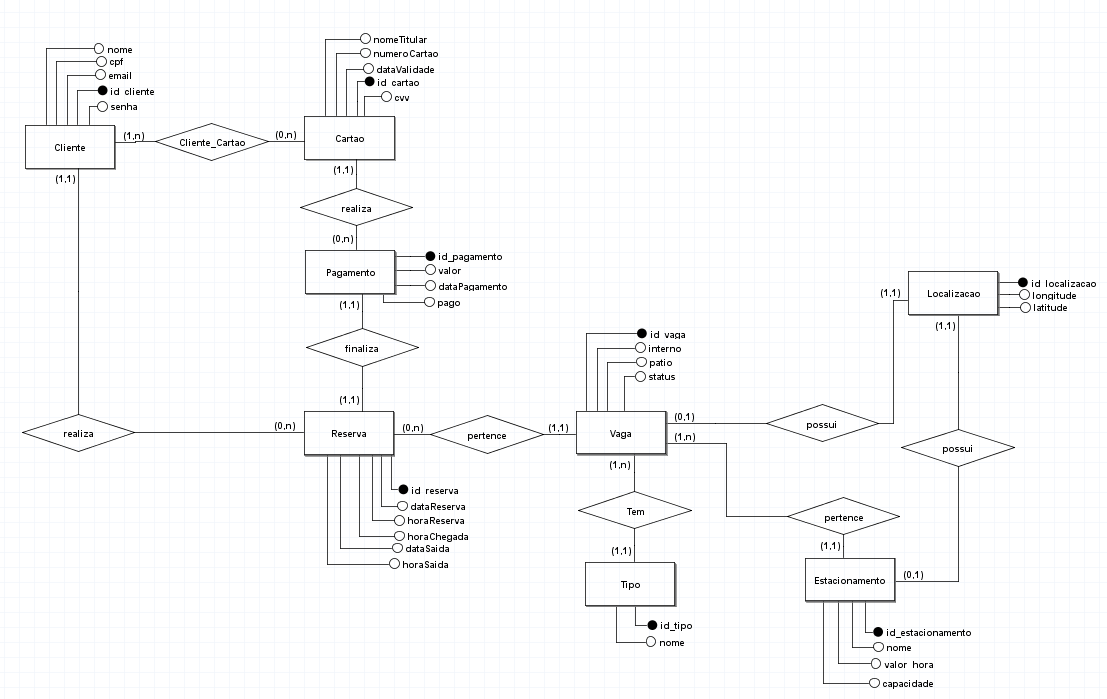 nome
cpf
email
id_cliente
senha
Cliente
(1,n)
Cliente_Cartao
(0,n)
nomeTitular
numeroCartao
dataValidade
id_cartao
cvv
Cartao
(1,1)
(1,1)
realiza
(0,n)
Pagamento
id_pagamento
valor
dataPagamento
pago
(1,1)
finaliza
(1,1)
realiza
(0,n)
Reserva
(0,n)
pertence
(1,1)
id_reserva
dataReserva
horaReserva
horaChegada
dataSaida
horaSaida
id_vaga
interno
patio
status
Vaga
(0,1)
possui
(1,1)
(1,n)
pertence
(1,1)
(1,n)
Tem
(1,1)
Tipo
id_tipo
nome
Localizacao
id_localizacao
longitude
latitude
(1,1)
possui
(0,1)
Estacionamento
id_estacionamento
nome
valor_hora
capacidade